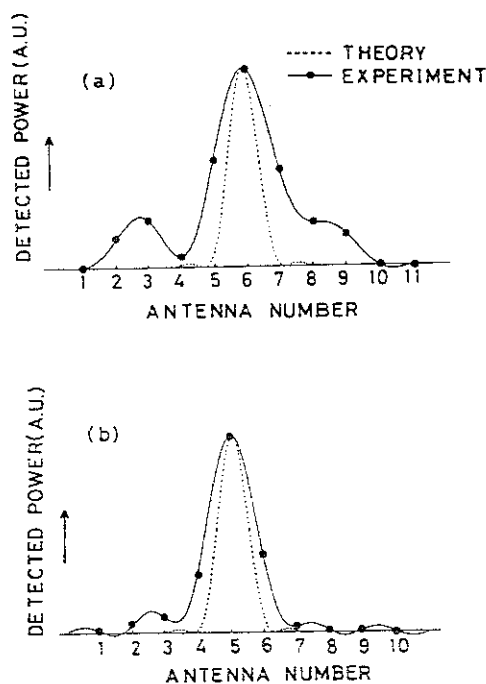 THEORY
EXPERIMENT
(a)
DETECTED POWER (A.U.)
1 2 3 4 5 6 7 8 9 10 11
ANTENNA NUMBER
(b)
DETECTED POWER(A.U.)
1 2 3 4 5 6 7 8 9 10
ANTENNA NUMBER